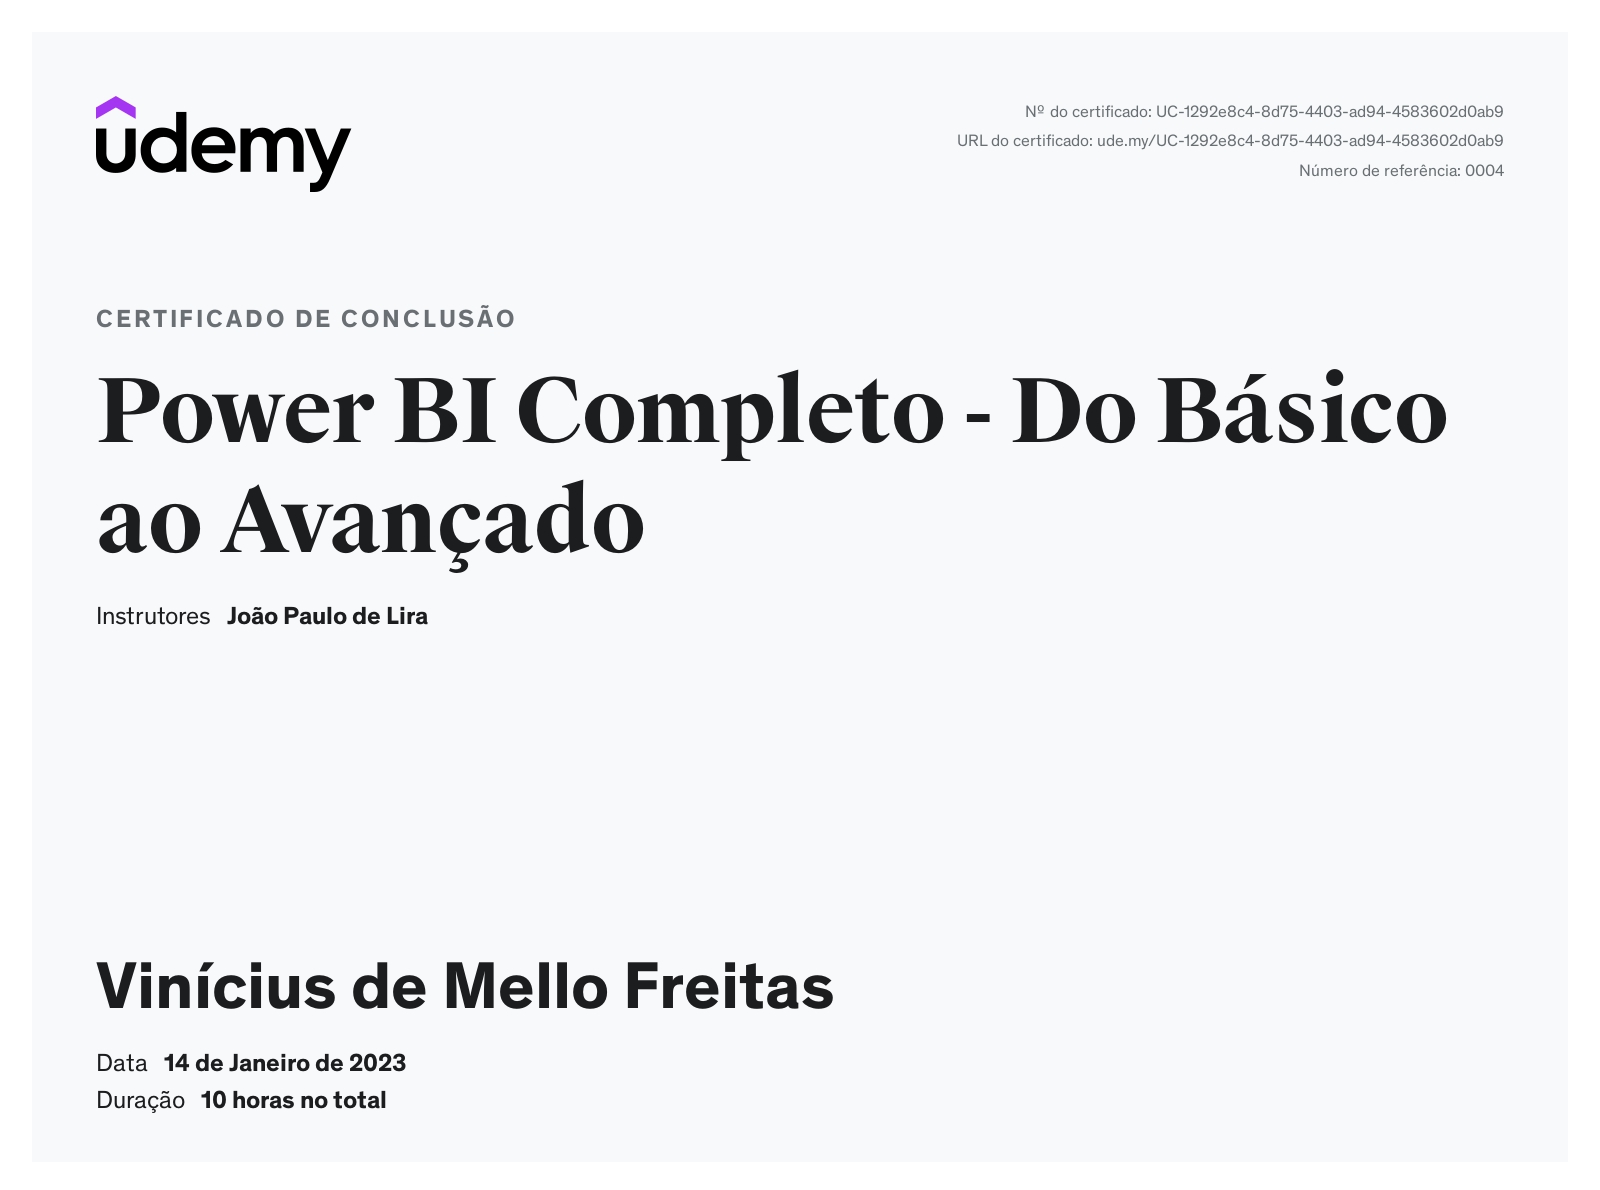 udemy
Nº do certificado: UC-1292e8c4-8d75-4403-ad94-4583602d0ab9
URL do certificado: ude.my/UC-1292e8c4-8d75-4403-ad94-4583602d0ab9
Número de referência: 0004
CERTIFICADO DE CONCLUSÃO
Power BI Completo - Do Básico
ao Avançado
Instrutores João Paulo de Lira
Vinícius de Mello Freitas
Data 14 de Janeiro de 2023
Duração 10 horas no total